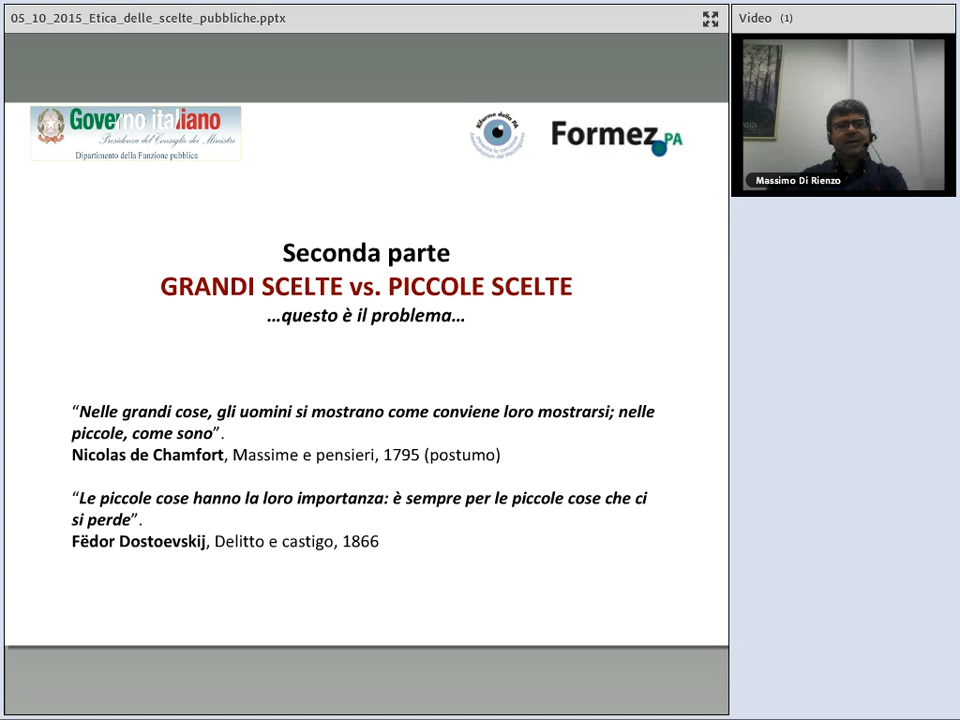 05_10_2015_Etica_delle_scelte_pubbliche.pptx
Video (1)
Governo italiano
Presidenza del Consiglio dei Ministri
Dipartimento della Funzione pubblica
Riforma della PA
Formez PA
Massimo Di Rienzo
Seconda parte
GRANDI SCELTE vs. PICCOLE SCELTE
…questo è il problema…
“Nelle grandi cose, gli uomini si mostrano come conviene loro mostrarsi; nelle
piccole, come sono”.
Nicolas de Chamfort, Massime e pensieri, 1795 (postumo)
“Le piccole cose hanno la loro importanza: è sempre per le piccole cose che ci
si perde”.
Fëdor Dostoevskij, Delitto e castigo, 1866